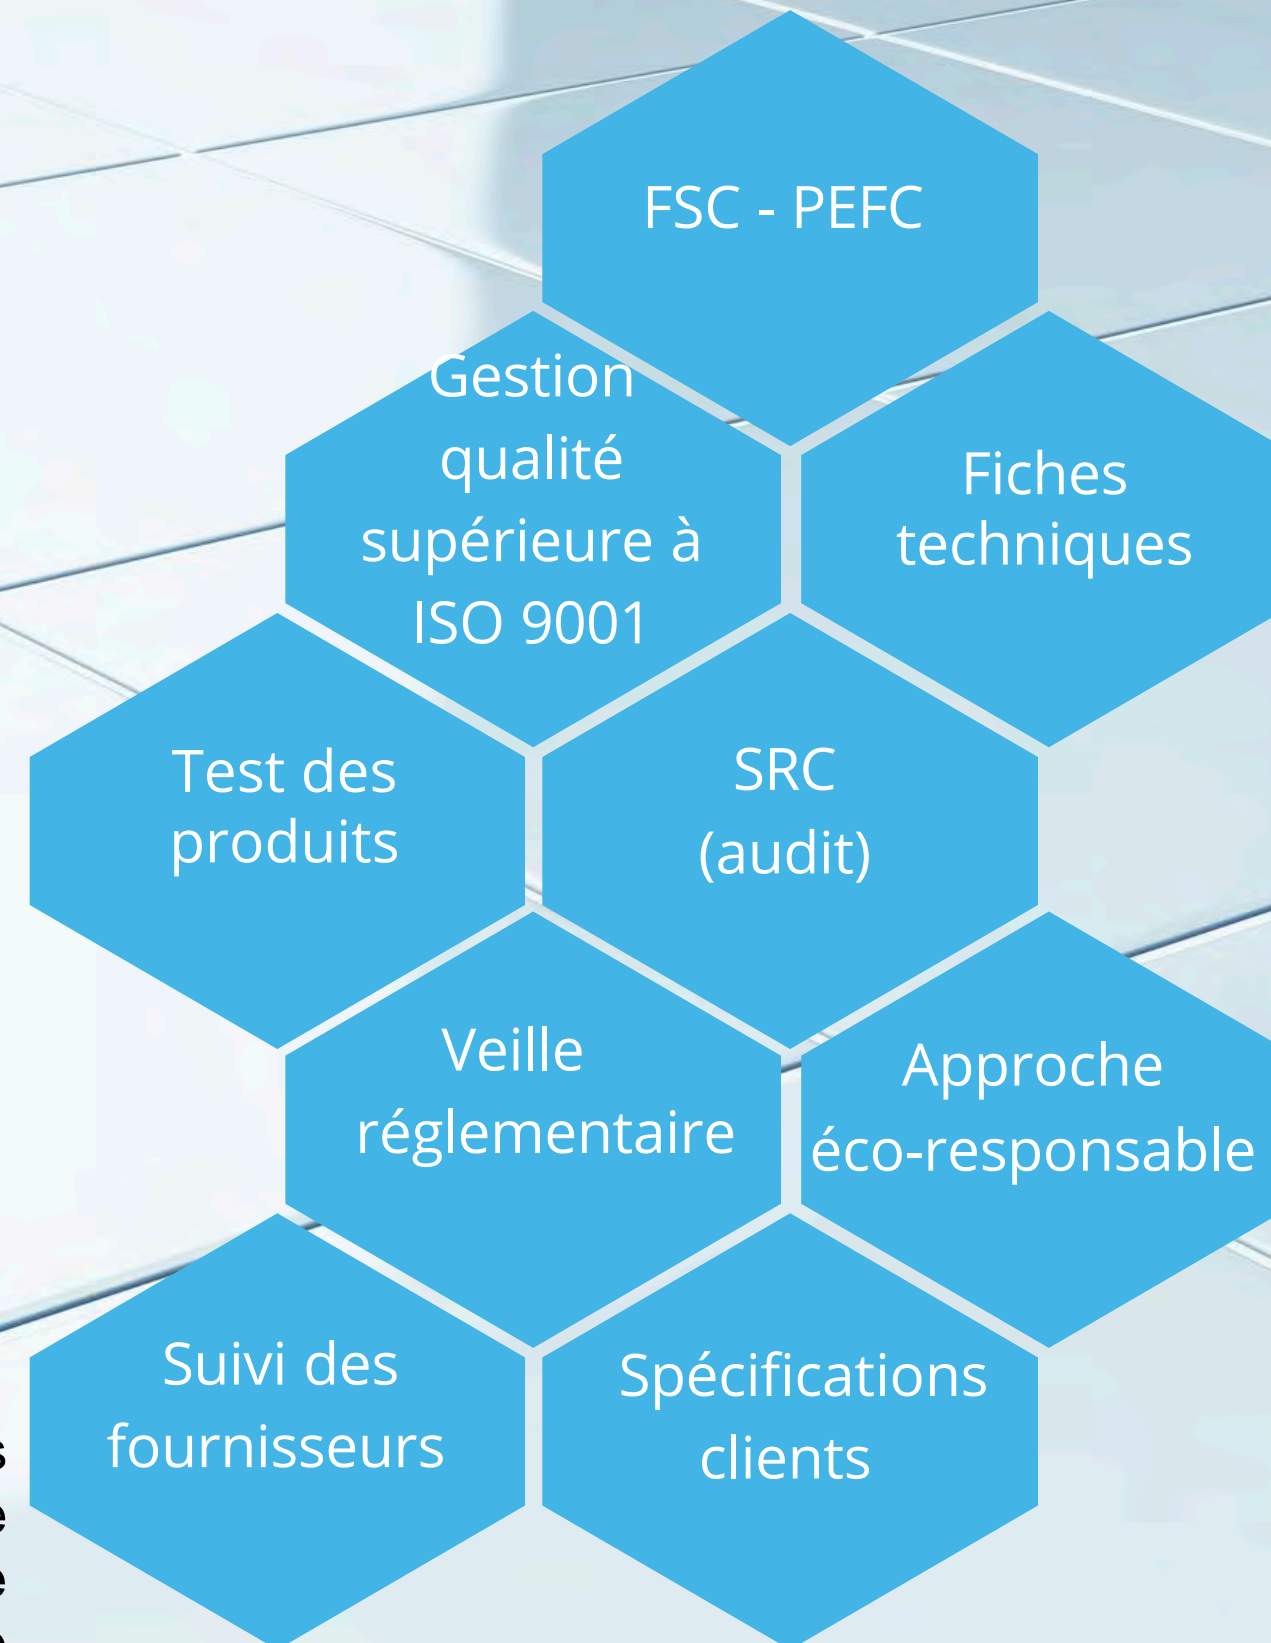 FSC - PEFC
Gestion
qualité
supérieure à
ISO 9001
Fiches
techniques
Test des
produits
SRC
(audit)
Veille
réglementaire
Approche
éco-responsable
Suivi des
fournisseurs
Spécifications
clients